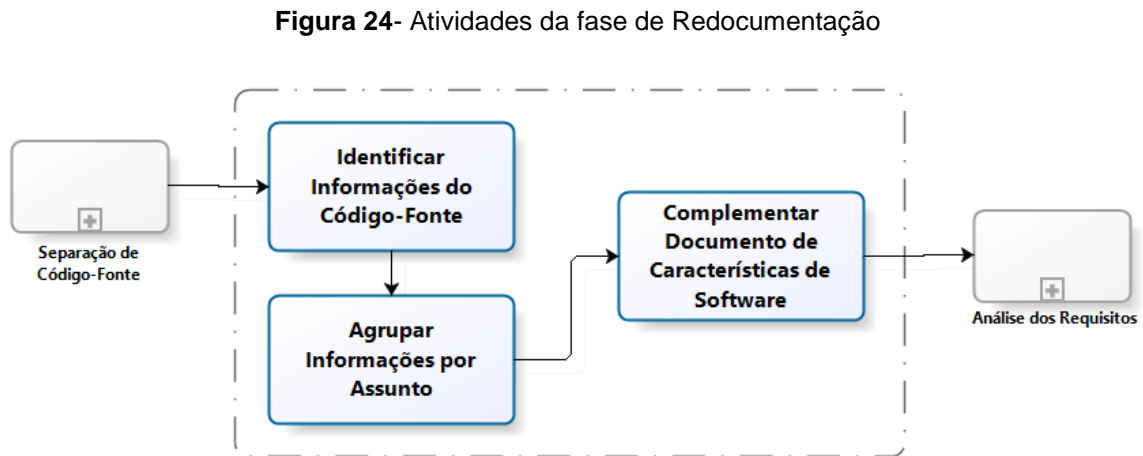 Figura 24- Atividades da fase de Redocumentação
Separação de
Código-Fonte
Identificar
Informações do
Código-Fonte
Agrupar
Informações por
Assunto
Complementar
Documento de
Características de
Software
Análise dos Requisitos